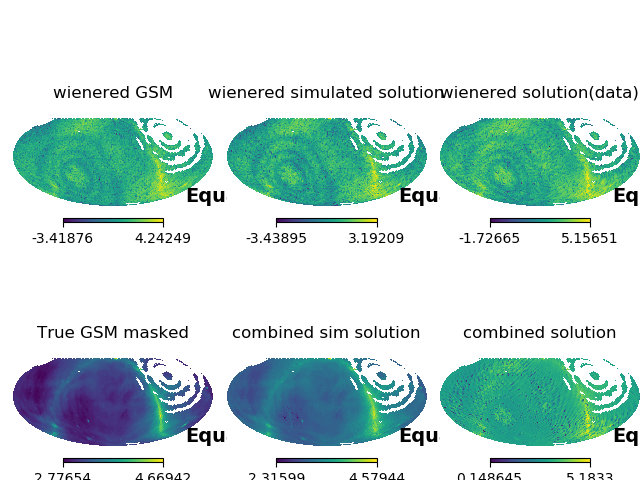 wienered GSM
wienered simulated solution
wienered solution(data)
Equ
Equ
Eq
-3.41876 4.24249
-3.43895 3.19209
-1.72665 5.15651
True GSM masked
combined sim solution
combined solution
Equ
Equ
Eq
2.77654 4.66942
2.31599 4.57944
0.148645 5.1833